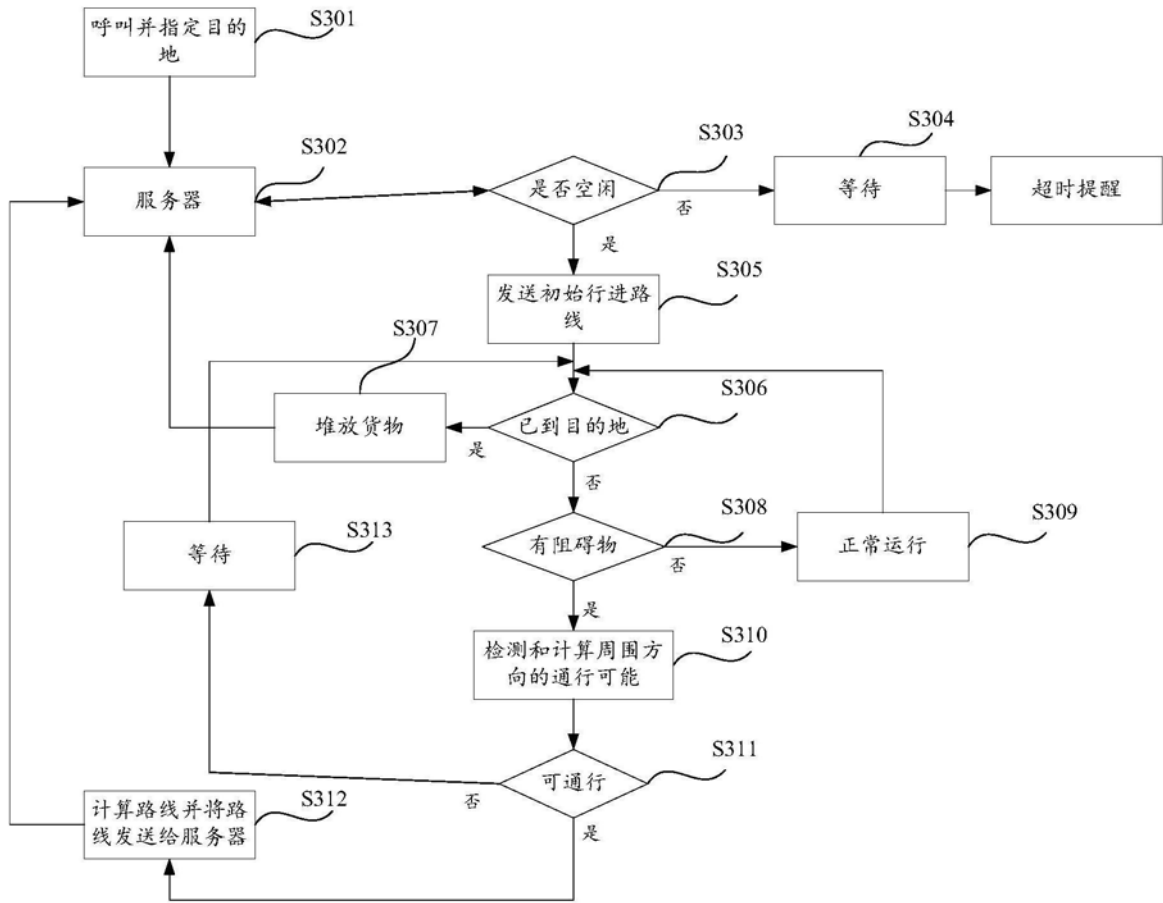 呼叫并指定目的
地
S301
服务器
S302
是否空闲
S303
否
是
等待
S304
超时提醒
发送初始行进路
线
S305
已到目的地
S306
是
否
堆放货物
S307
有阻碍物
S308
否
是
正常运行
S309
等待
S313
检测和计算周围方
向的通行可能
S310
可通行
S311
否
是
计算路线并将路
线发送给服务器
S312